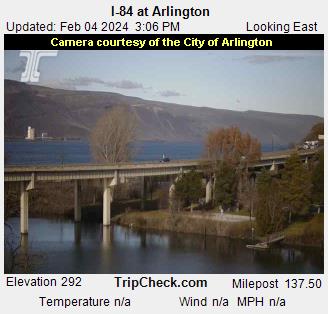 I-84 at Arlington
Updated: Feb 04 2024 3:06 PM Looking East
Camera courtesy of the City of Arlington
Elevation 292 TripCheck.com Milepost 137.50
Temperature n/a Wind n/a MPH n/a